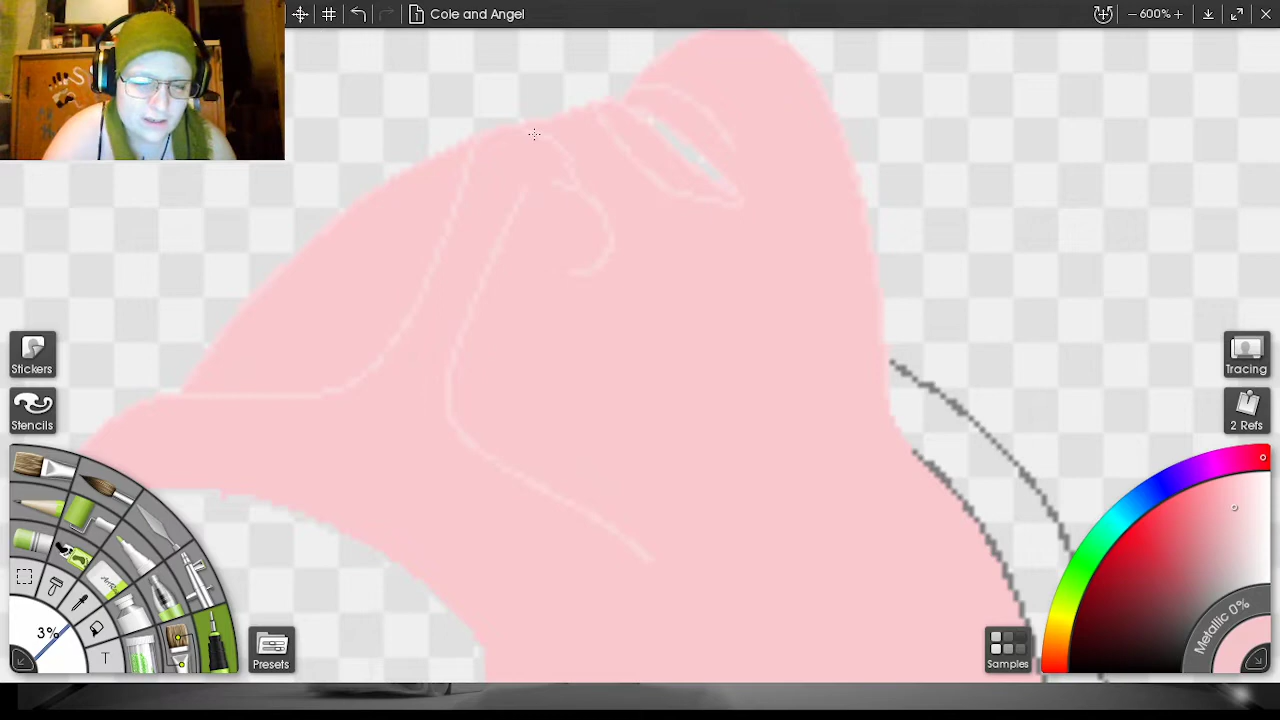 Cole and Angel
600%
Stickers
Stencils
Tracing
2 Refs
3%
T
Presets
Samples
Metallic 0%